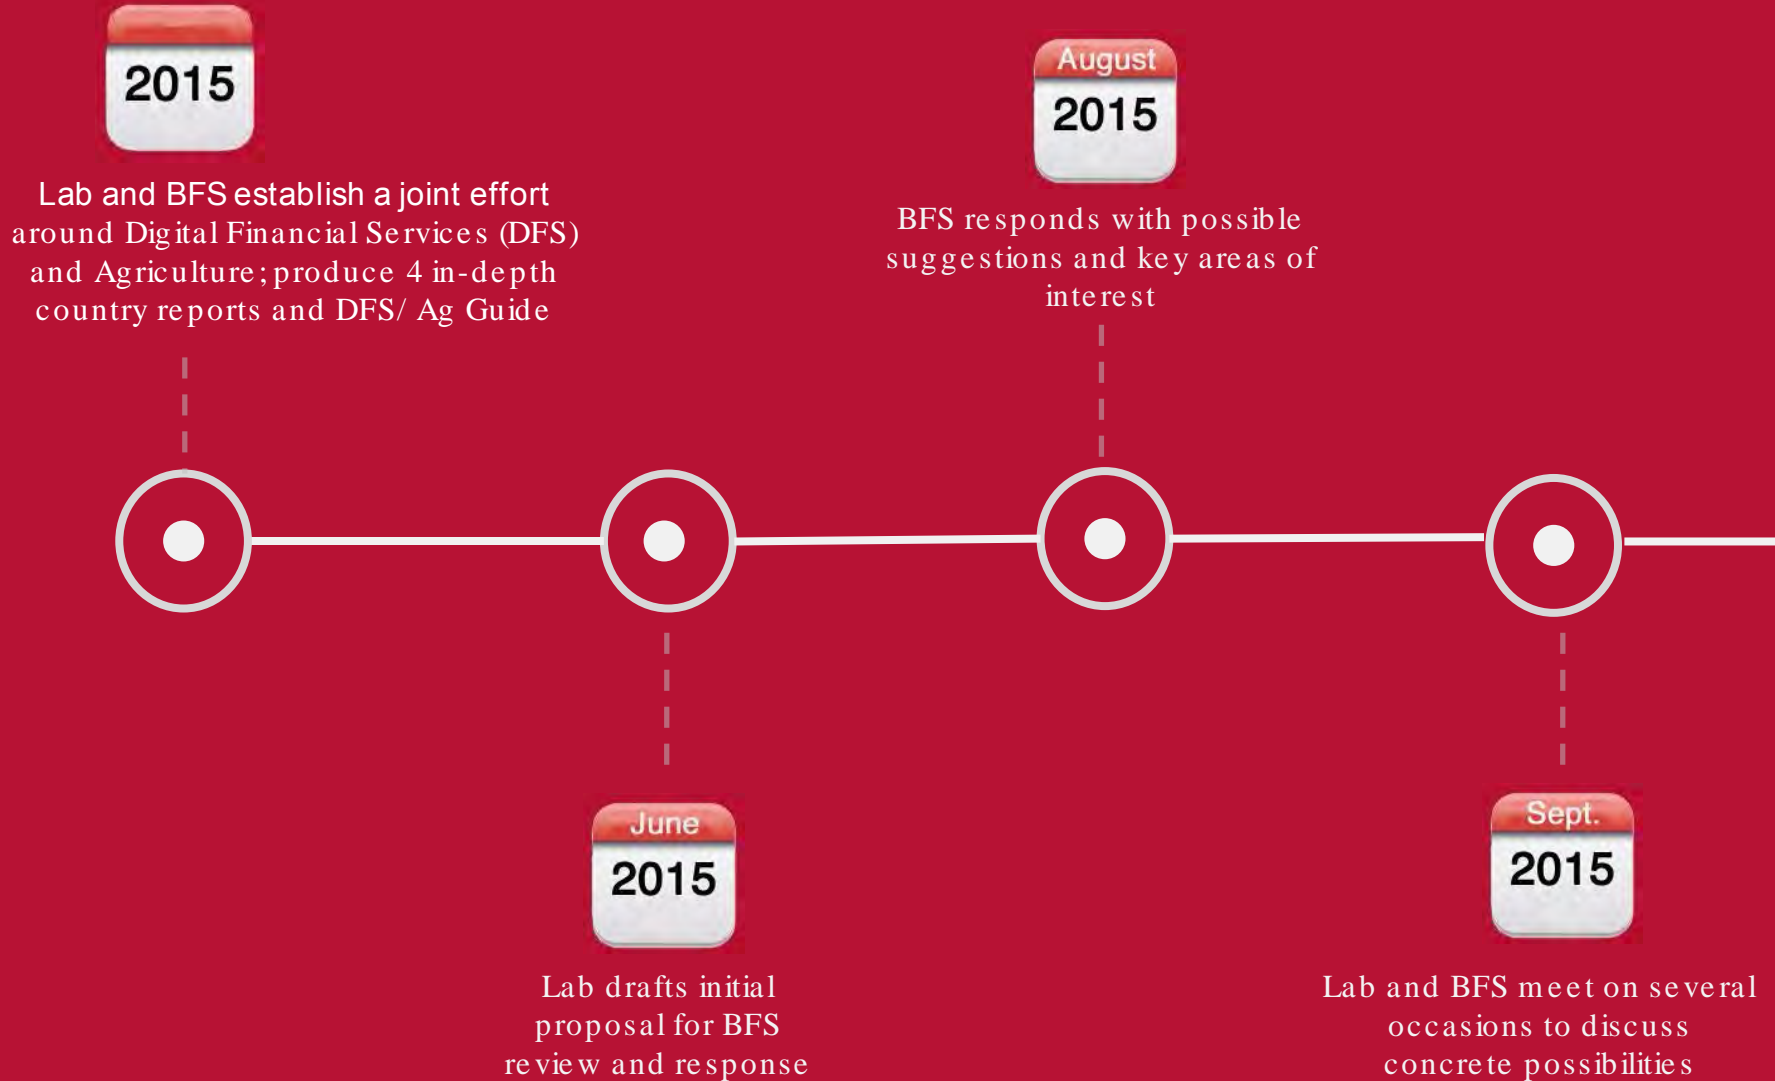 2015
Lab and BFS establish a joint effort
around Digital Financial Services (DFS)
and Agriculture; produce 4 in-depth
country reports and DFS/ Ag Guide
June
2015
Lab drafts initial
proposal for BFS
review and response
August
2015
BFS responds with possible
suggestions and key areas of
interest
Sept.
2015
Lab and BFS meet on several
occasions to discuss
concrete possibilities